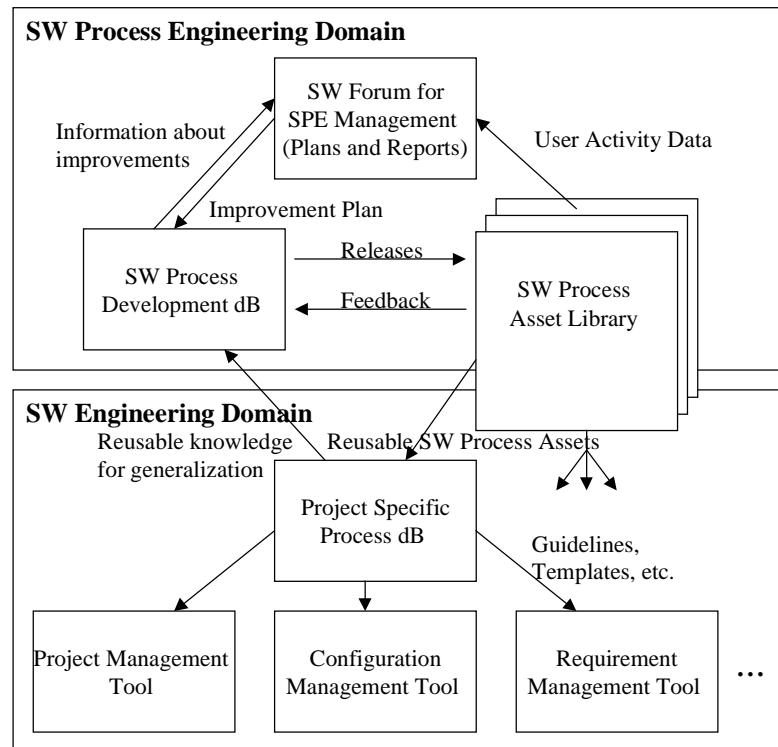 SW Process Engineering Domain
SW Forum for
SPE Management
(Plans and Reports)
Information about
improvements
User Activity Data
Improvement Plan
SW Process
Development dB
Releases
Feedback
SW Process
Asset Library
SW Engineering Domain
Reusable knowledge
for generalization
Reusable SW Process Assets
Project Specific
Process dB
Guidelines,
Templates, etc.
Project Management
Tool
Configuration
Management Tool
Requirement
Management Tool
...